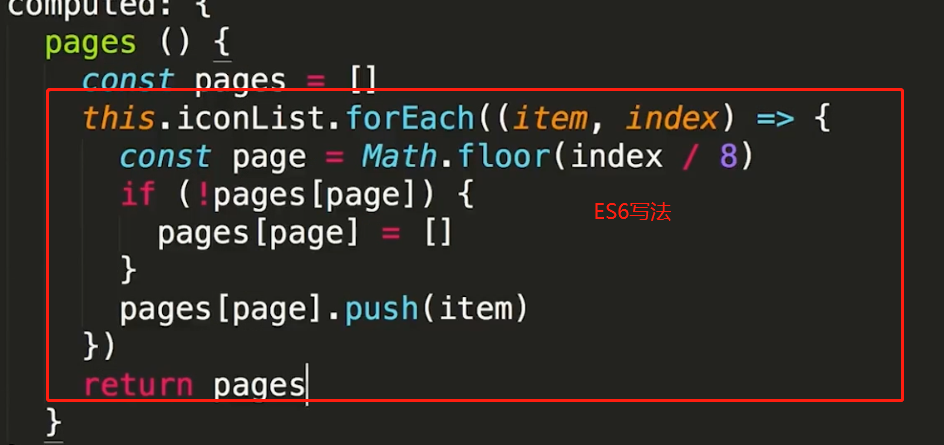 computed: {
pages () {
const pages = []
this.iconList.forEach((item, index) => {
const page = Math.floor(index / 8)
if (!pages[page]) {
pages[page] = []
}
pages[page].push(item)
})
return pages
}
ES6写法